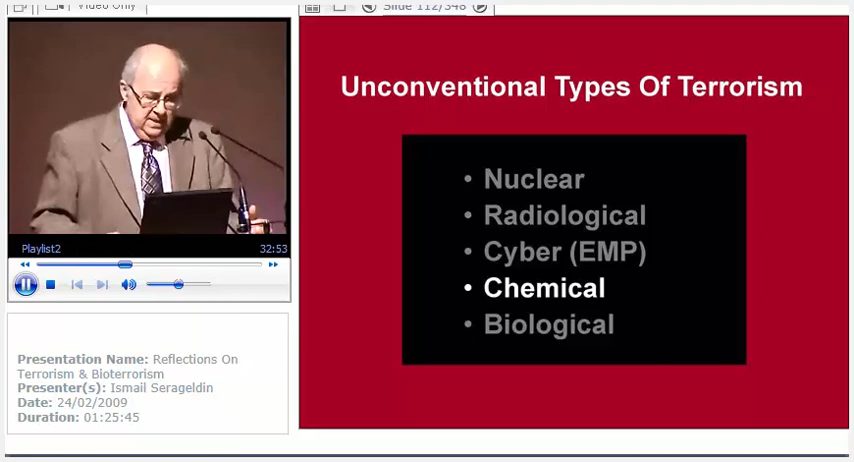 Video Only
Slide 112/348
Unconventional Types Of Terrorism
• Nuclear
• Radiological
• Cyber (EMP)
• Chemical
• Biological
Playlist2
32:53
Presentation Name: Reflections On
Terrorism & Bioterrorism
Presenter(s): Ismail Serageldin
Date: 24/02/2009
Duration: 01:25:45